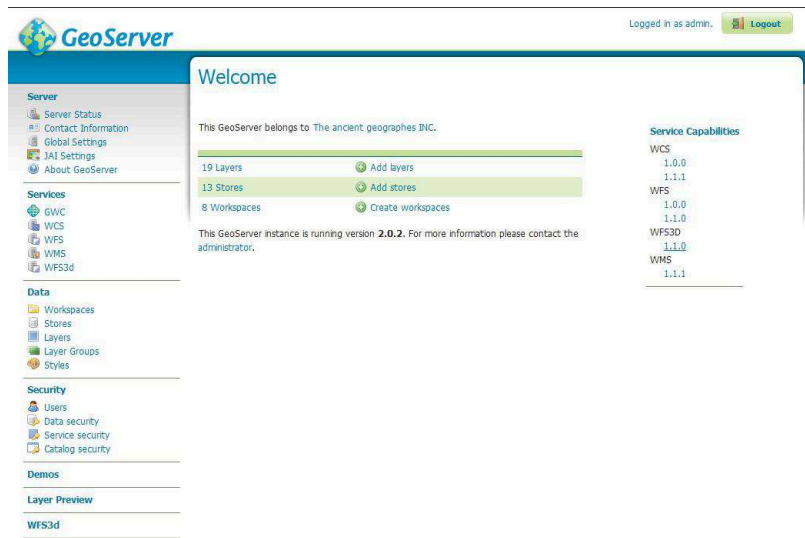 GeoServer
Logged in as admin.
Logout
Welcome
Server
Server Status
Contact Information
Global Settings
JAI Settings
About GeoServer
Services
GWC
WCS
WFS
WMS
WFS3d
Data
Workspaces
Stores
Layers
Layer Groups
Styles
Security
Users
Data security
Service security
Catalog security
Demos
Layer Preview
WFS3d
This GeoServer belongs to The ancient geographes INC.
19 Layers Add layers
13 Stores Add stores
8 Workspaces Create workspaces
This GeoServer instance is running version 2.0.2. For more information please contact the
administrator.
Service Capabilities
WCS
1.0.0
1.1.1
WFS
1.0.0
1.1.0
WFS3D
1.1.0
WMS
1.1.1